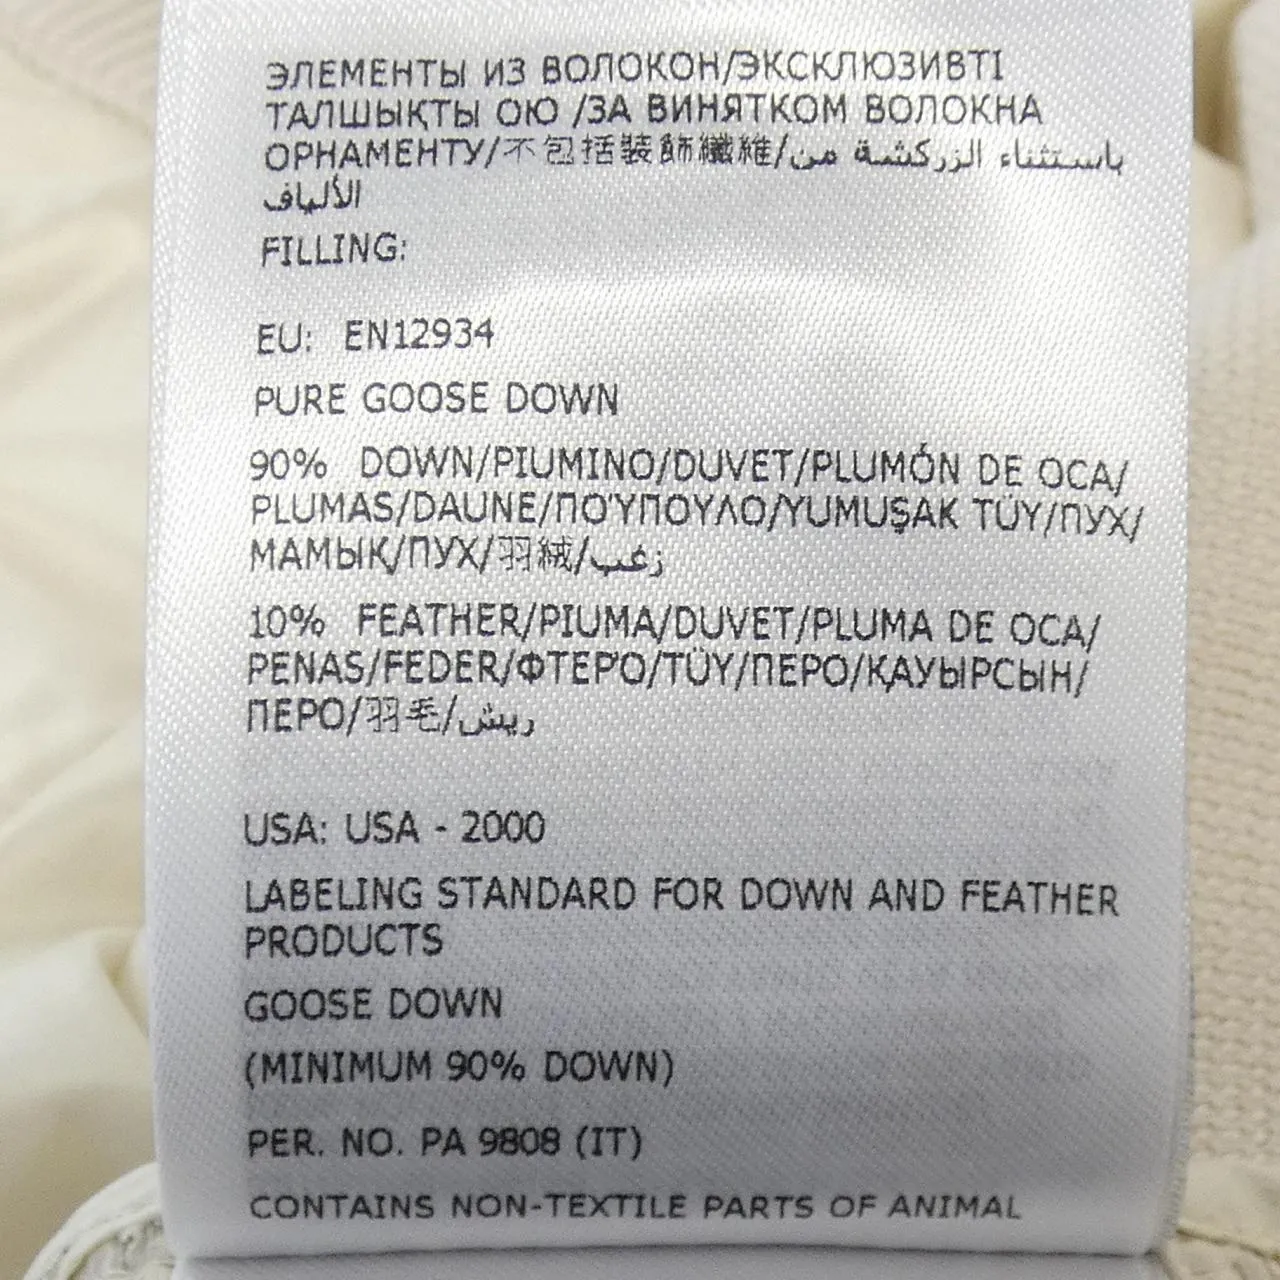 ЭЛЕМЕНТЫ ИЗ ВОЛОКОН/ЭКСКЛЮЗИВТІ
ТАЛШЫҚТЫ ОЮ /ЗА ВИНЯТКОМ ВОЛОКНА
ОРНАМЕНТУ/不包括裝飾纖維/باستثناء الزركشة من
الألياف
FILLING:
EU: EN12934
PURE GOOSE DOWN
90% DOWN/PIUMINO/DUVET/PLUMÓN DE OCA/
PLUMAS/DAUNE/ΠΟ'ΥΠΟΥΛΟ/YUMUŞAK TÜY/ПУХ/
МАМЫҚ/ПУХ/羽絨/زغب
10% FEATHER/PIUMA/DUVET/PLUMA DE OCA/
PENAS/FEDER/ΦΤΕΡ'Ο/TÜY/ПЕРО/ҚАУЫРСЫН/
ПЕРО/羽毛/ريش
USA: USA - 2000
LABELING STANDARD FOR DOWN AND FEATHER
PRODUCTS
GOOSE DOWN
(MINIMUM 90% DOWN)
PER. NO. PA 9808 (IT)
CONTAINS NON-TEXTILE PARTS OF ANIMAL